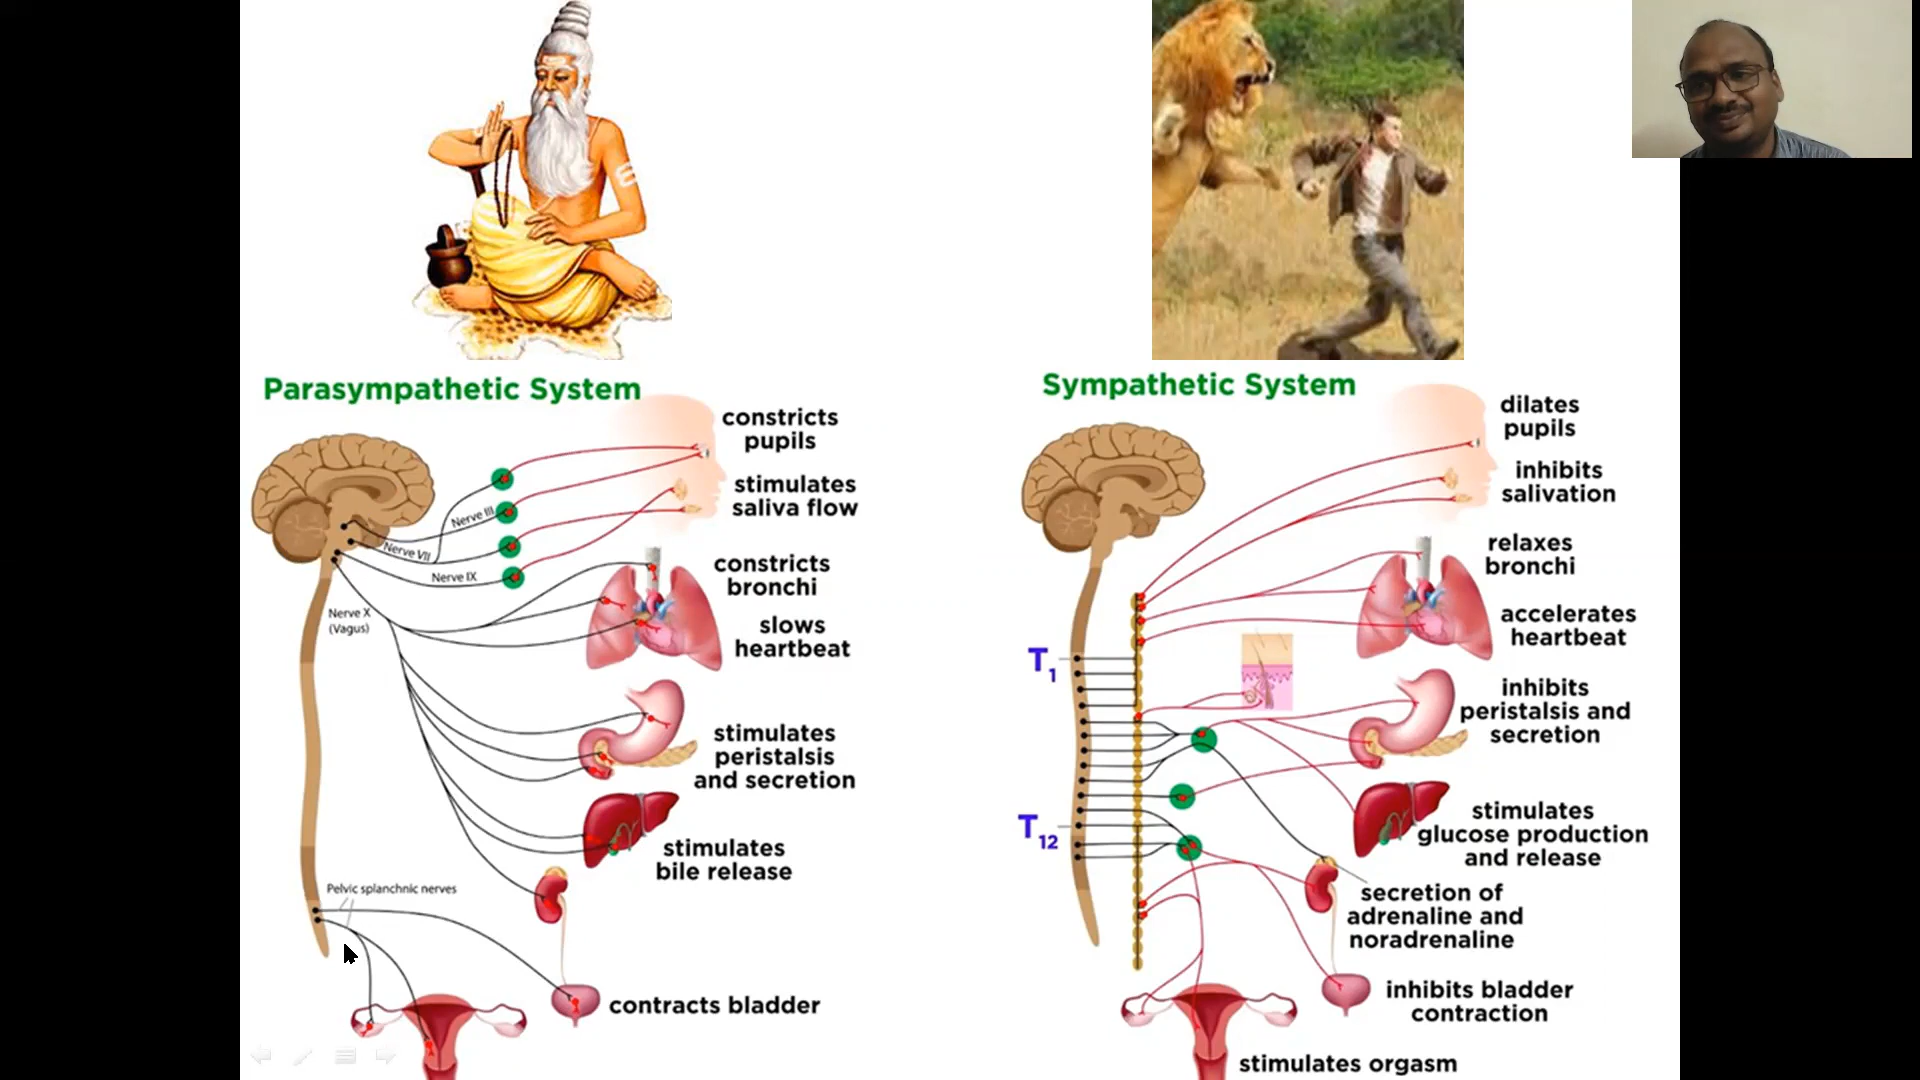 Parasympathetic System
constricts
pupils
stimulates
saliva flow
Nerve III
Nerve VII
Nerve IX
constricts
bronchi
Nerve X
(Vagus)
slows
heartbeat
stimulates
peristalsis
and secretion
stimulates
bile release
Pelvic splanchnic nerves
contracts bladder
Sympathetic System
dilates
pupils
inhibits
salivation
relaxes
bronchi
accelerates
heartbeat
T1
inhibits
peristalsis and
secretion
T12
stimulates
glucose production
and release
secretion of
adrenaline and
noradrenaline
inhibits bladder
contraction
stimulates orgasm